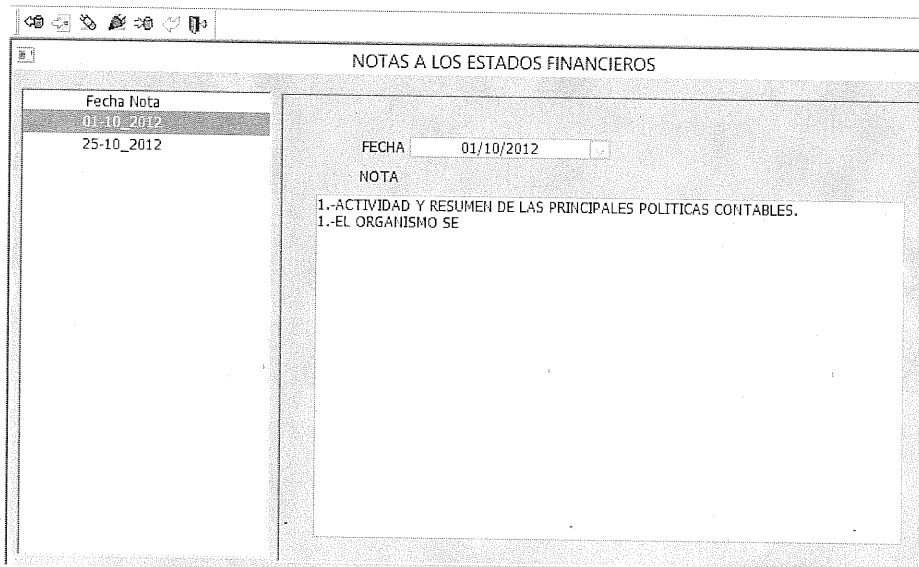 NOTAS A LOS ESTADOS FINANCIEROS
Fecha Nota
01-10_2012
25-10_2012
FECHA 01/10/2012
NOTA
1.-ACTIVIDAD Y RESUMEN DE LAS PRINCIPALES POLITICAS CONTABLES.
1.-EL ORGANISMO SE